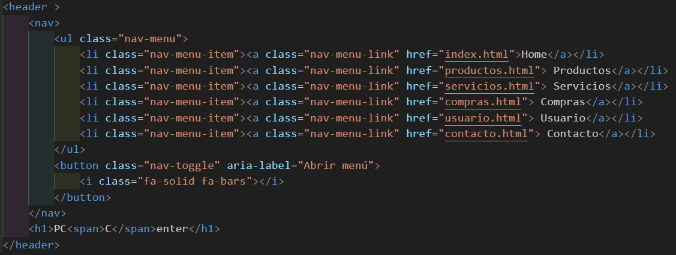 <header >
<nav>
<ul class="nav-menu">
<li class="nav-menu-item"><a class="nav-menu-link" href="index.html">Home</a></li>
<li class="nav-menu-item"><a class="nav-menu-link" href="productos.html"> Productos</a></li>
<li class="nav-menu-item"><a class="nav-menu-link" href="servicios.html"> Servicios</a></li>
<li class="nav-menu-item"><a class="nav-menu-link" href="compras.html"> Compras</a></li>
<li class="nav-menu-item"><a class="nav-menu-link" href="usuario.html"> Usuario</a></li>
<li class="nav-menu-item"><a class="nav-menu-link" href="contacto.html"> Contacto</a></li>
</ul>
<button class="nav-toggle" aria-label="Abrir menú">
<i class="fa-solid fa-bars"></i>
</button>
</nav>
<h1>PC<span>C</span>enter</h1>
</header>